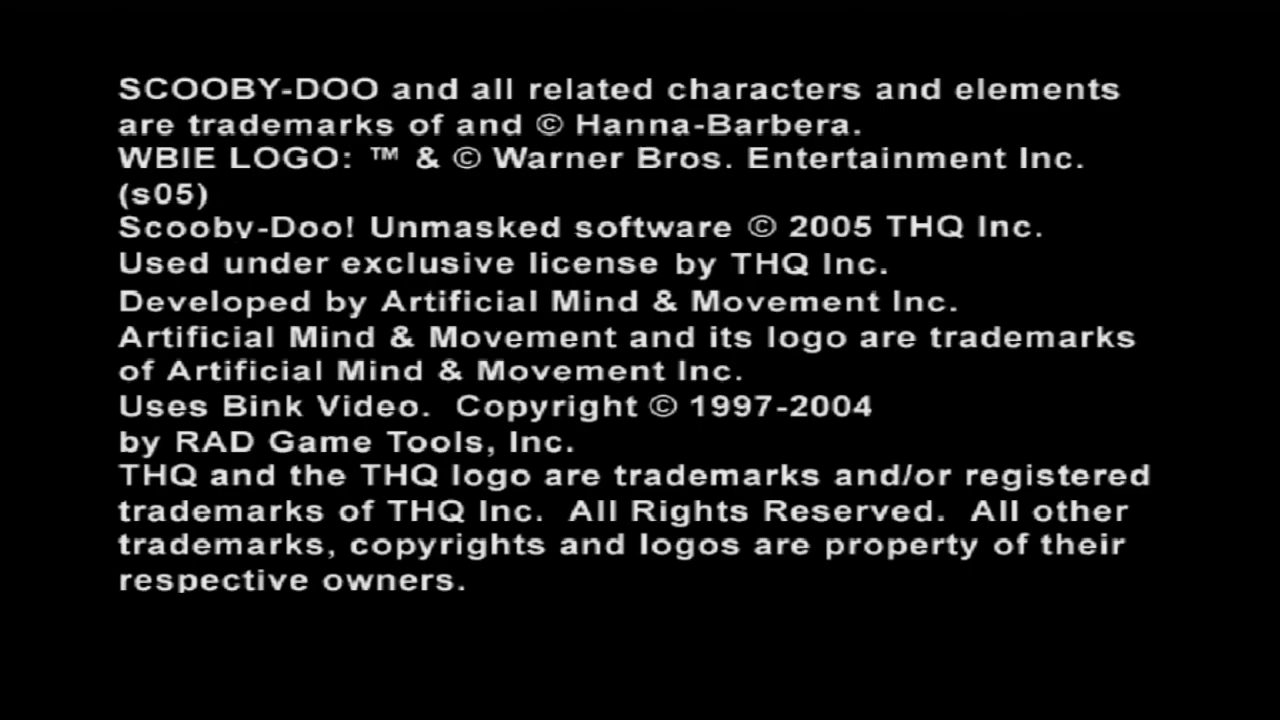 SCOOBY-DOO and all related characters and elements
are trademarks of and © Hanna-Barbera.
WBIE LOGO: ™ & © Warner Bros. Entertainment Inc.
(s05)
Scooby-Doo! Unmasked software © 2005 THQ Inc.
Used under exclusive license by THQ Inc.
Developed by Artificial Mind & Movement Inc.
Artificial Mind & Movement and its logo are trademarks
of Artificial Mind & Movement Inc.
Uses Bink Video.  Copyright © 1997-2004
by RAD Game Tools, Inc.
THQ and the THQ logo are trademarks and/or registered
trademarks of THQ Inc.  All Rights Reserved.  All other
trademarks, copyrights and logos are property of their
respective owners.